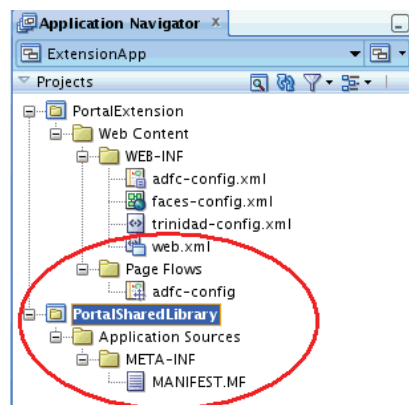 Application Navigator
ExtensionApp
Projects
PortalExtension
Web Content
WEB-INF
adfc-config.xml
faces-config.xml
trinidad-config.xml
web.xml
Page Flows
adfc-config
PortalSharedLibrary
Application Sources
META-INF
MANIFEST.MF